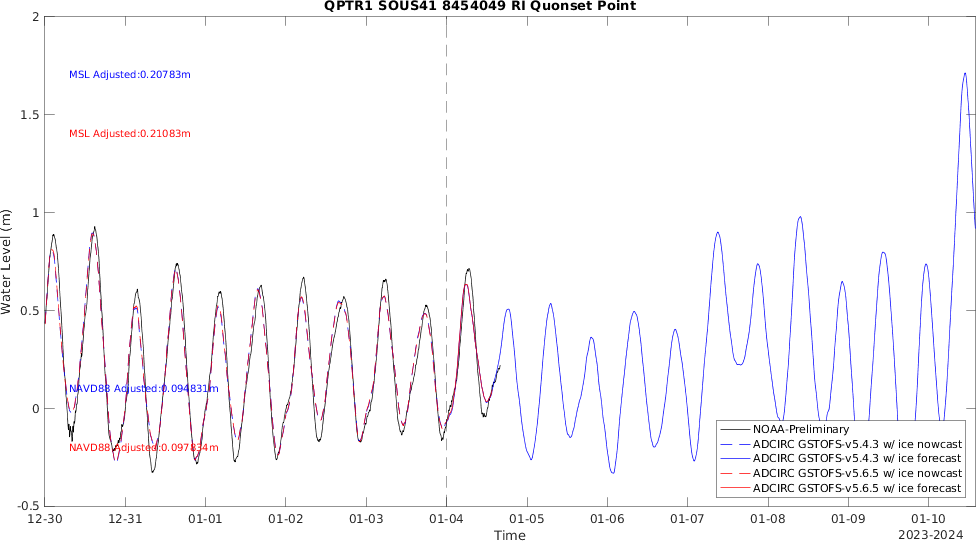 QPTR1 SOUS41 8454049 RI Quonset Point
2
1.5
1
0.5
0
-0.5
Water Level (m)
MSL Adjusted:0.20783m
MSL Adjusted:0.21083m
NAVD88 Adjusted:0.094831m
NAVD88 Adjusted:0.097834m
NOAA-Preliminary
ADCIRC GSTOFS-v5.4.3 w/ ice nowcast
ADCIRC GSTOFS-v5.4.3 w/ ice forecast
ADCIRC GSTOFS-v5.6.5 w/ ice nowcast
ADCIRC GSTOFS-v5.6.5 w/ ice forecast
12-30 12-31 01-01 01-02 01-03 01-04 01-05 01-06 01-07 01-08 01-09 01-10
2023-2024
Time